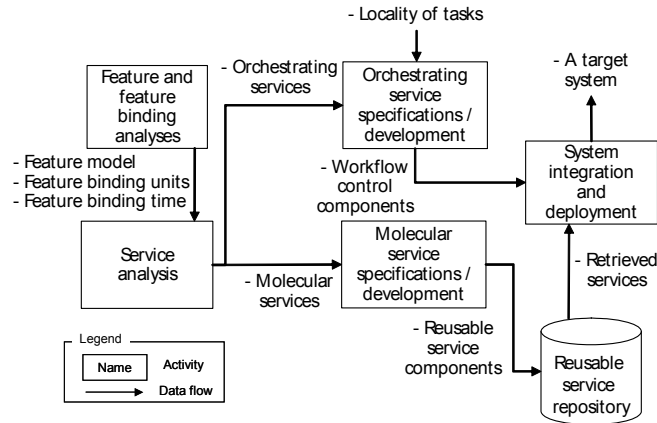 - Locality of tasks
Feature and
feature
binding
analyses
- Orchestrating
services
Orchestrating
service
specifications /
development
- A target
system
- Feature model
- Feature binding units
- Feature binding time
- Workflow
control
components
System
integration
and
deployment
Service
analysis
- Molecular
services
Molecular
service
specifications /
development
- Retrieved
services
- Reusable
service
components
Reusable
service
repository
Legend
Name
Activity
Data flow